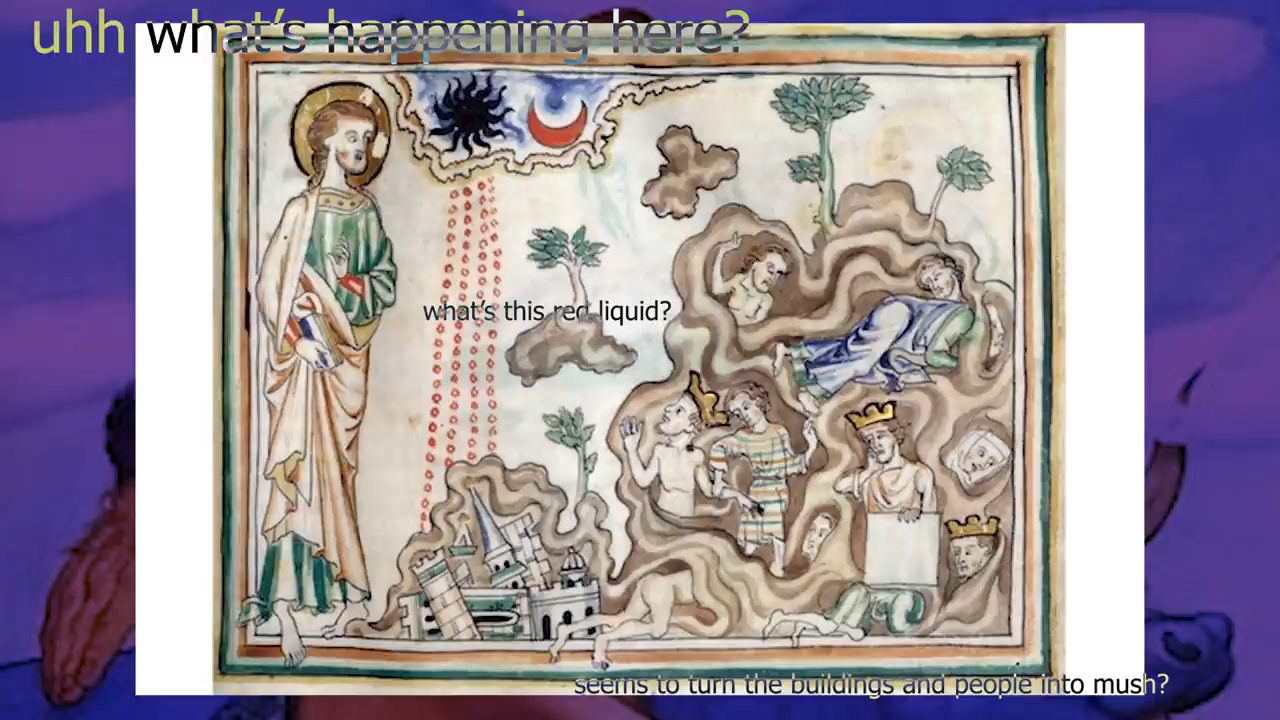 uhh what's happening here?
what's this red liquid?
seems to turn the buildings and people into mush?